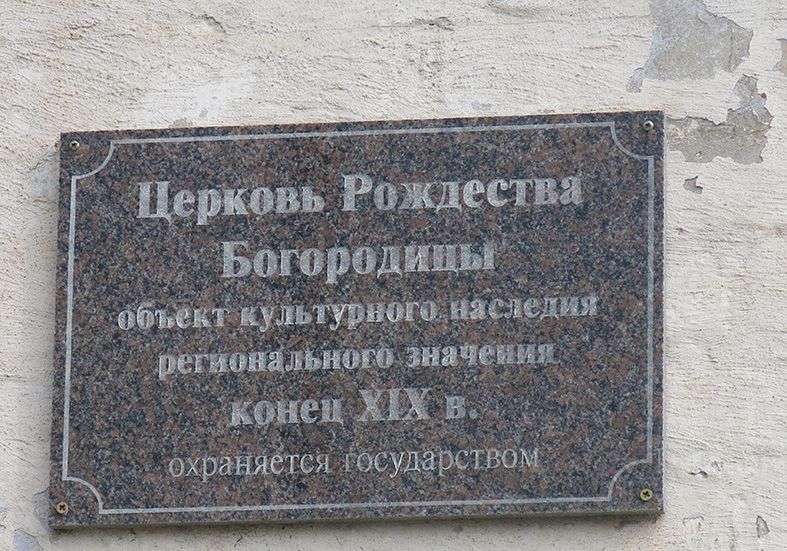 Церковь Рождества
Богородицы
объект культурного наследия
регионального значения
конец XIX в.
охраняется государством